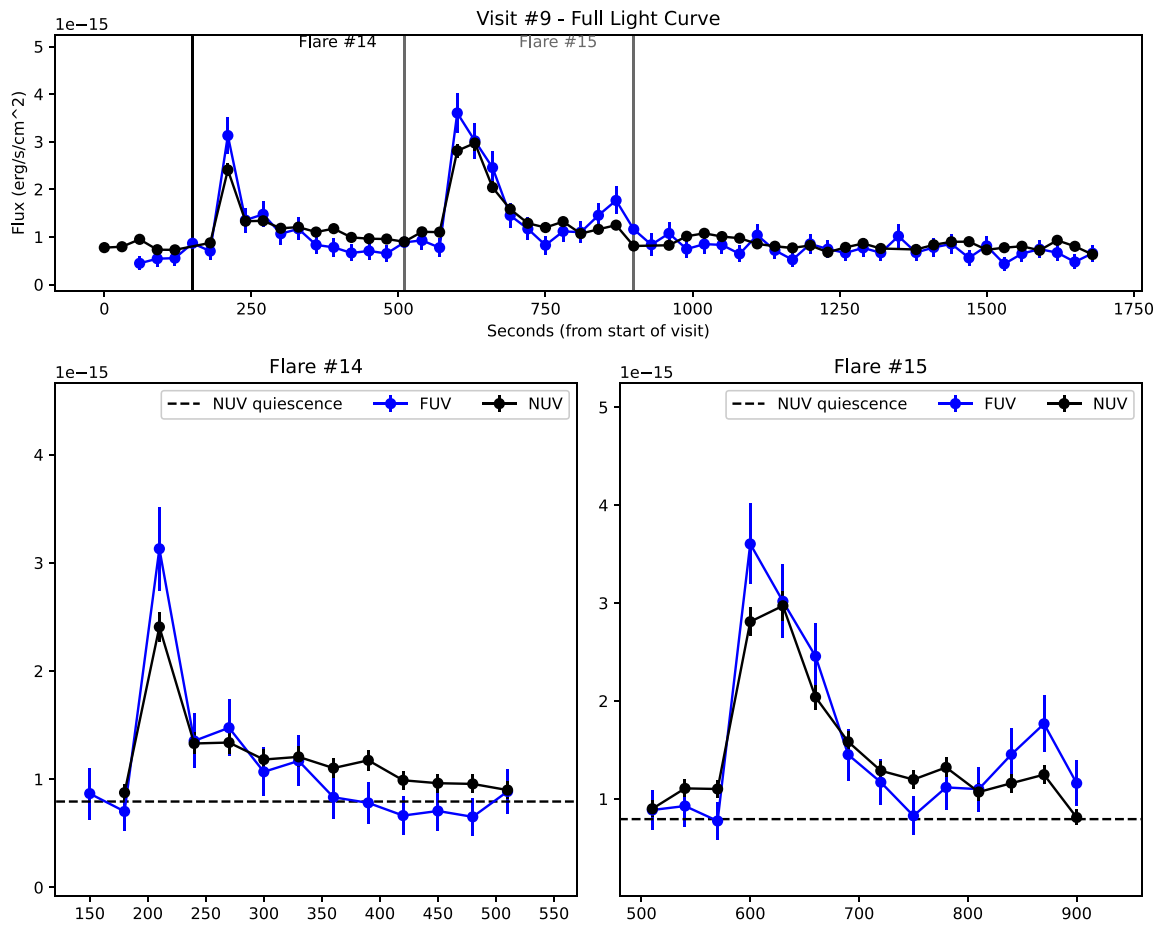 Visit #9 - Full Light Curve
1e−15
Flare #14
Flare #15
Flux (erg/s/cm^2)
5
4
3
2
1
0
0 250 500 750 1000 1250 1500 1750
Seconds (from start of visit)
Flare #14
1e−15
NUV quiescence FUV NUV
4
3
2
1
0
150 200 250 300 350 400 450 500 550
Flare #15
1e−15
NUV quiescence FUV NUV
5
4
3
2
1
500 600 700 800 900